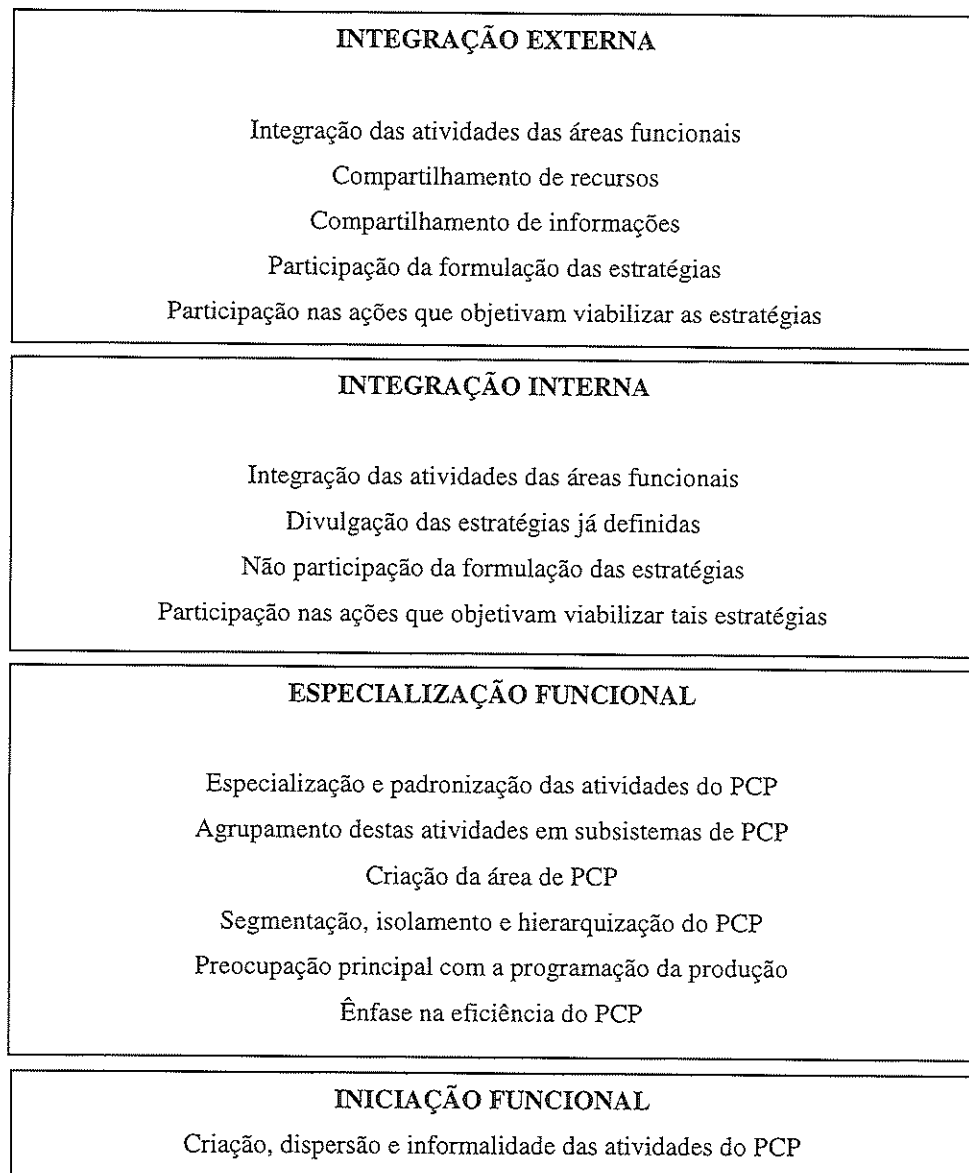 INTEGRAÇÃO EXTERNA
Integração das atividades das áreas funcionais
Compartilhamento de recursos
Compartilhamento de informações
Participação da formulação das estratégias
Participação nas ações que objetivam viabilizar as estratégias
INTEGRAÇÃO INTERNA
Integração das atividades das áreas funcionais
Divulgação das estratégias já definidas
Não participação da formulação das estratégias
Participação nas ações que objetivam viabilizar tais estratégias
ESPECIALIZAÇÃO FUNCIONAL
Especialização e padronização das atividades do PCP
Agrupamento destas atividades em subsistemas de PCP
Criação da área de PCP
Segmentação, isolamento e hierarquização do PCP
Preocupação principal com a programação da produção
Ênfase na eficiência do PCP
INICIAÇÃO FUNCIONAL
Criação, dispersão e informalidade das atividades do PCP